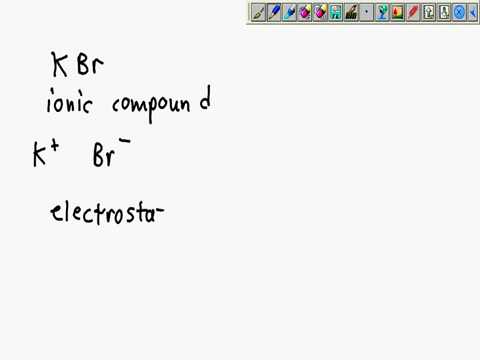 K Br
ionic compound
K⁺ Br⁻
electrosta